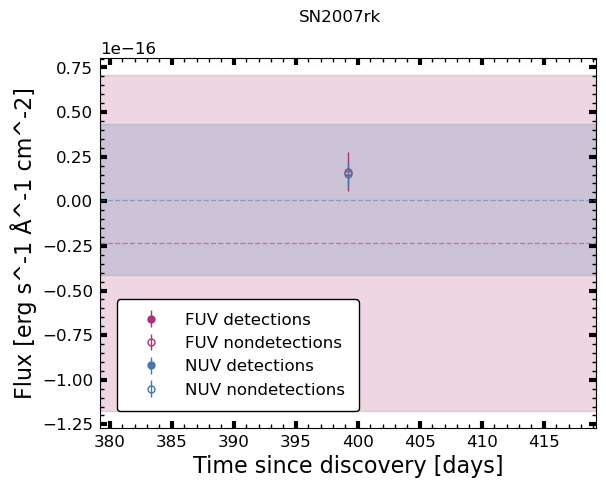 SN2007rk
1e−16
0.75
0.50
0.25
0.00
−0.25
−0.50
−0.75
−1.00
−1.25
Flux [erg s^-1 Å^-1 cm^-2]
FUV detections
FUV nondetections
NUV detections
NUV nondetections
380 385 390 395 400 405 410 415
Time since discovery [days]